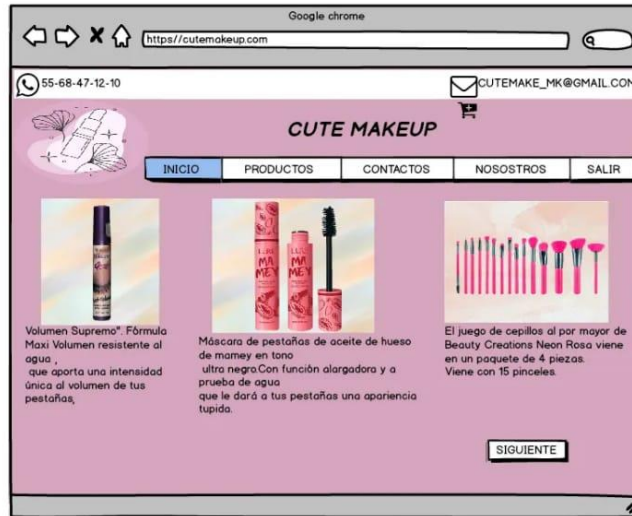 Google chrome
https://cutemakeup.com
55-68-47-12-10
CUTEMAKE_MK@GMAIL.COM
CUTE MAKEUP
INICIO
PRODUCTOS
CONTACTOS
NOSOSTROS
SALIR
MA
MEY
MA
MEY
Volumen Supremo". Fórmula
Maxi Volumen resistente al
agua ,
que aporta una intensidad
única al volumen de tus
pestañas,
Máscara de pestañas de aceite de hueso
de mamey en tono
ultra negro.Con función alargadora y a
prueba de agua
que le dará a tus pestañas una apariencia
tupida.
El juego de cepillos al por mayor de
Beauty Creations Neon Rosa viene
en un paquete de 4 piezas.
Viene con 15 pinceles.
SIGUIENTE